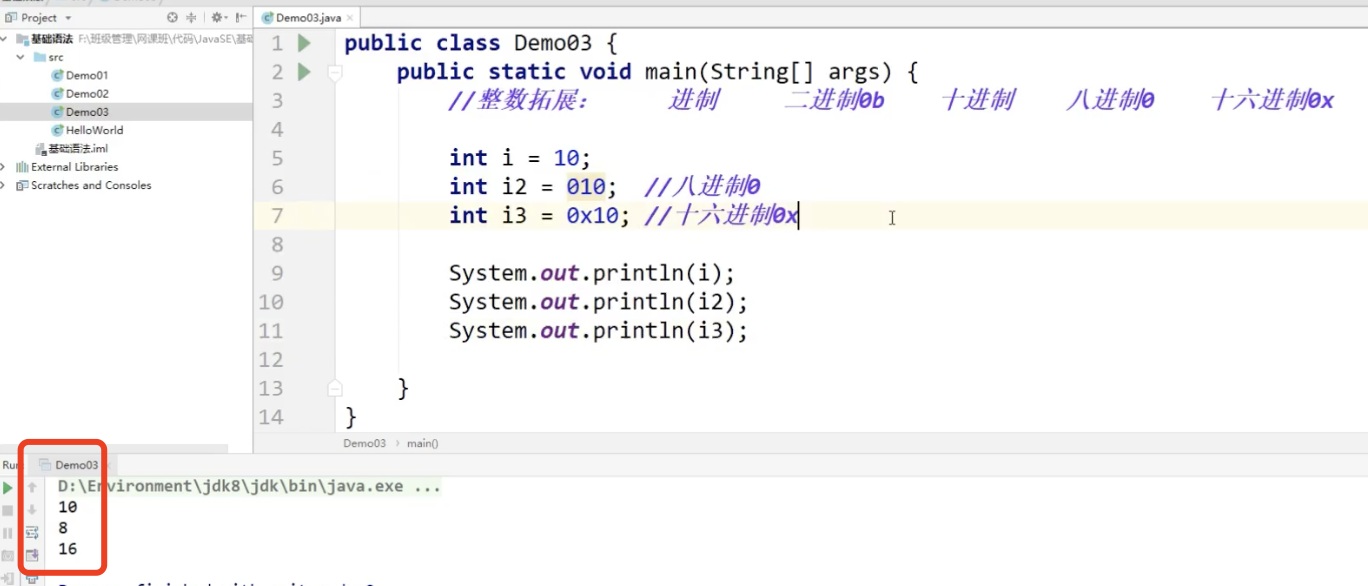 Project
Demo03.java
基础语法 F:\班级管理\网课班\代码\JavaSE\基础
src
Demo01
Demo02
Demo03
HelloWorld
基础语法.iml
External Libraries
Scratches and Consoles
1 public class Demo03 {
2 public static void main(String[] args) {
3 //整数拓展： 进制 二进制0b 十进制 八进制0 十六进制0x
4
5 int i = 10;
6 int i2 = 010; //八进制0
7 int i3 = 0x10; //十六进制0x
8
9 System.out.println(i);
10 System.out.println(i2);
11 System.out.println(i3);
12
13 }
14 }
Demo03 › main()
Run Demo03
D:\Environment\jdk8\jdk\bin\java.exe ...
10
8
16